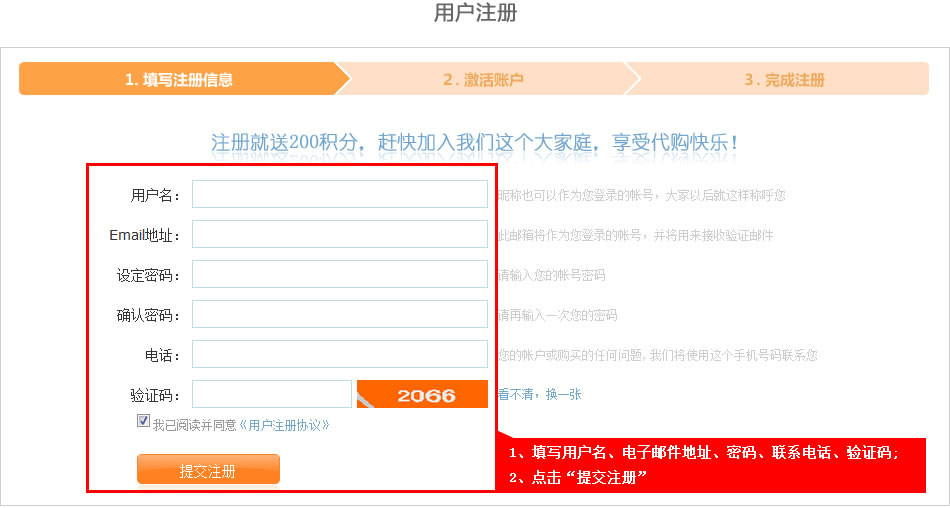 用户注册
1. 填写注册信息
2 . 激活账户
3 . 完成注册
注册就送200积分，赶快加入我们这个大家庭，享受代购快乐！
用户名：
昵称也可以作为您登录的帐号，大家以后就这样称呼您
Email地址：
此邮箱将作为您登录的帐号，并将用来接收验证邮件
设定密码：
请输入您的帐号密码
确认密码：
请再输入一次您的密码
电话：
您的帐户或购买的任何问题,我们将使用这个手机号码联系您
验证码：
2066
看不清，换一张
我已阅读并同意《用户注册协议》
提交注册
1、填写用户名、电子邮件地址、密码、联系电话、验证码；
2、点击“提交注册”